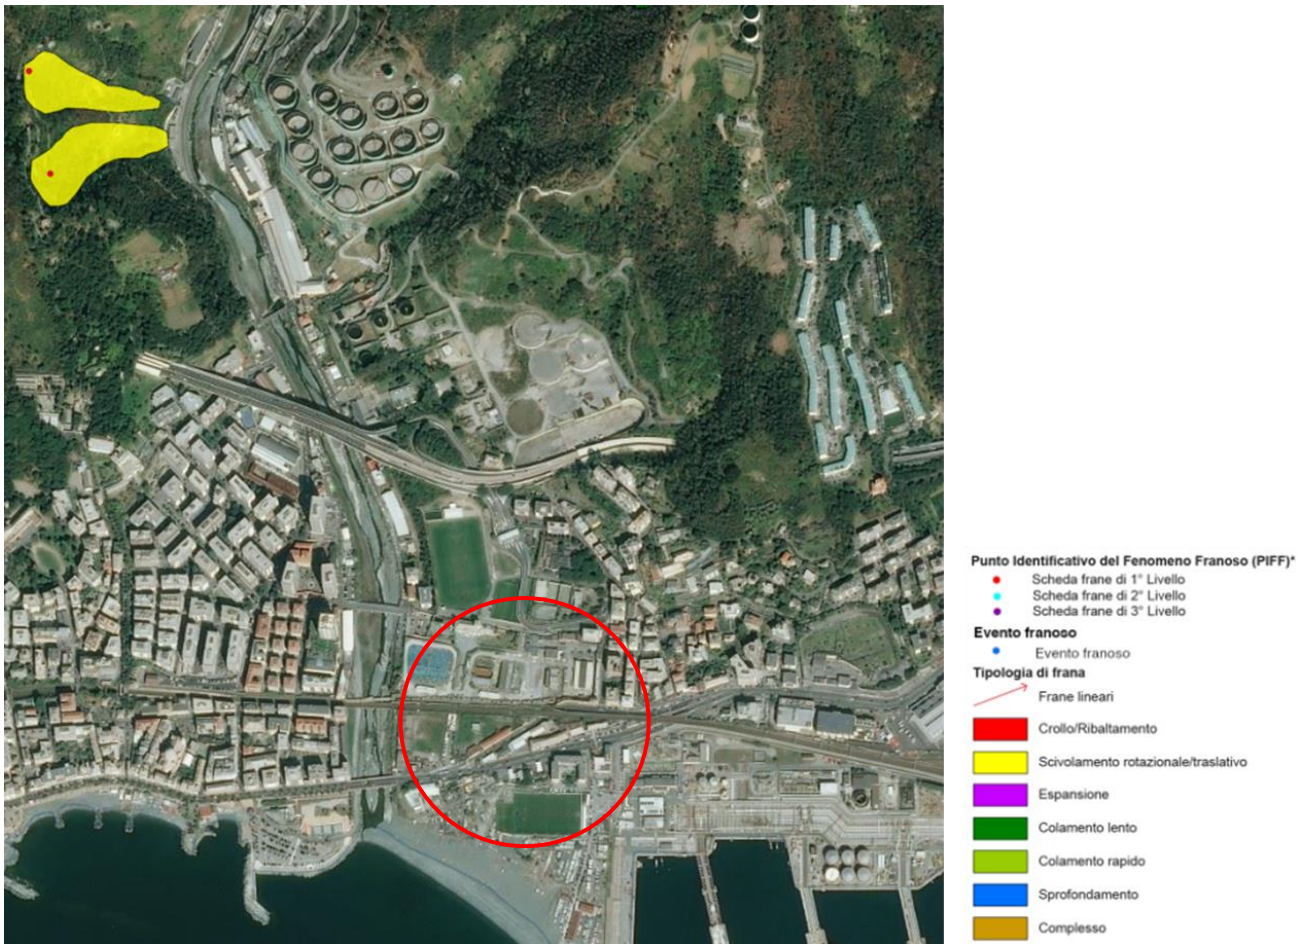 Punto Identificativo del Fenomeno Franoso (PIFF)*
Scheda frane di 1° Livello
Scheda frane di 2° Livello
Scheda frane di 3° Livello
Evento franoso
Evento franoso
Tipologia di frana
Frane lineari
Crollo/Ribaltamento
Scivolamento rotazionale/traslativo
Espansione
Colamento lento
Colamento rapido
Sprofondamento
Complesso